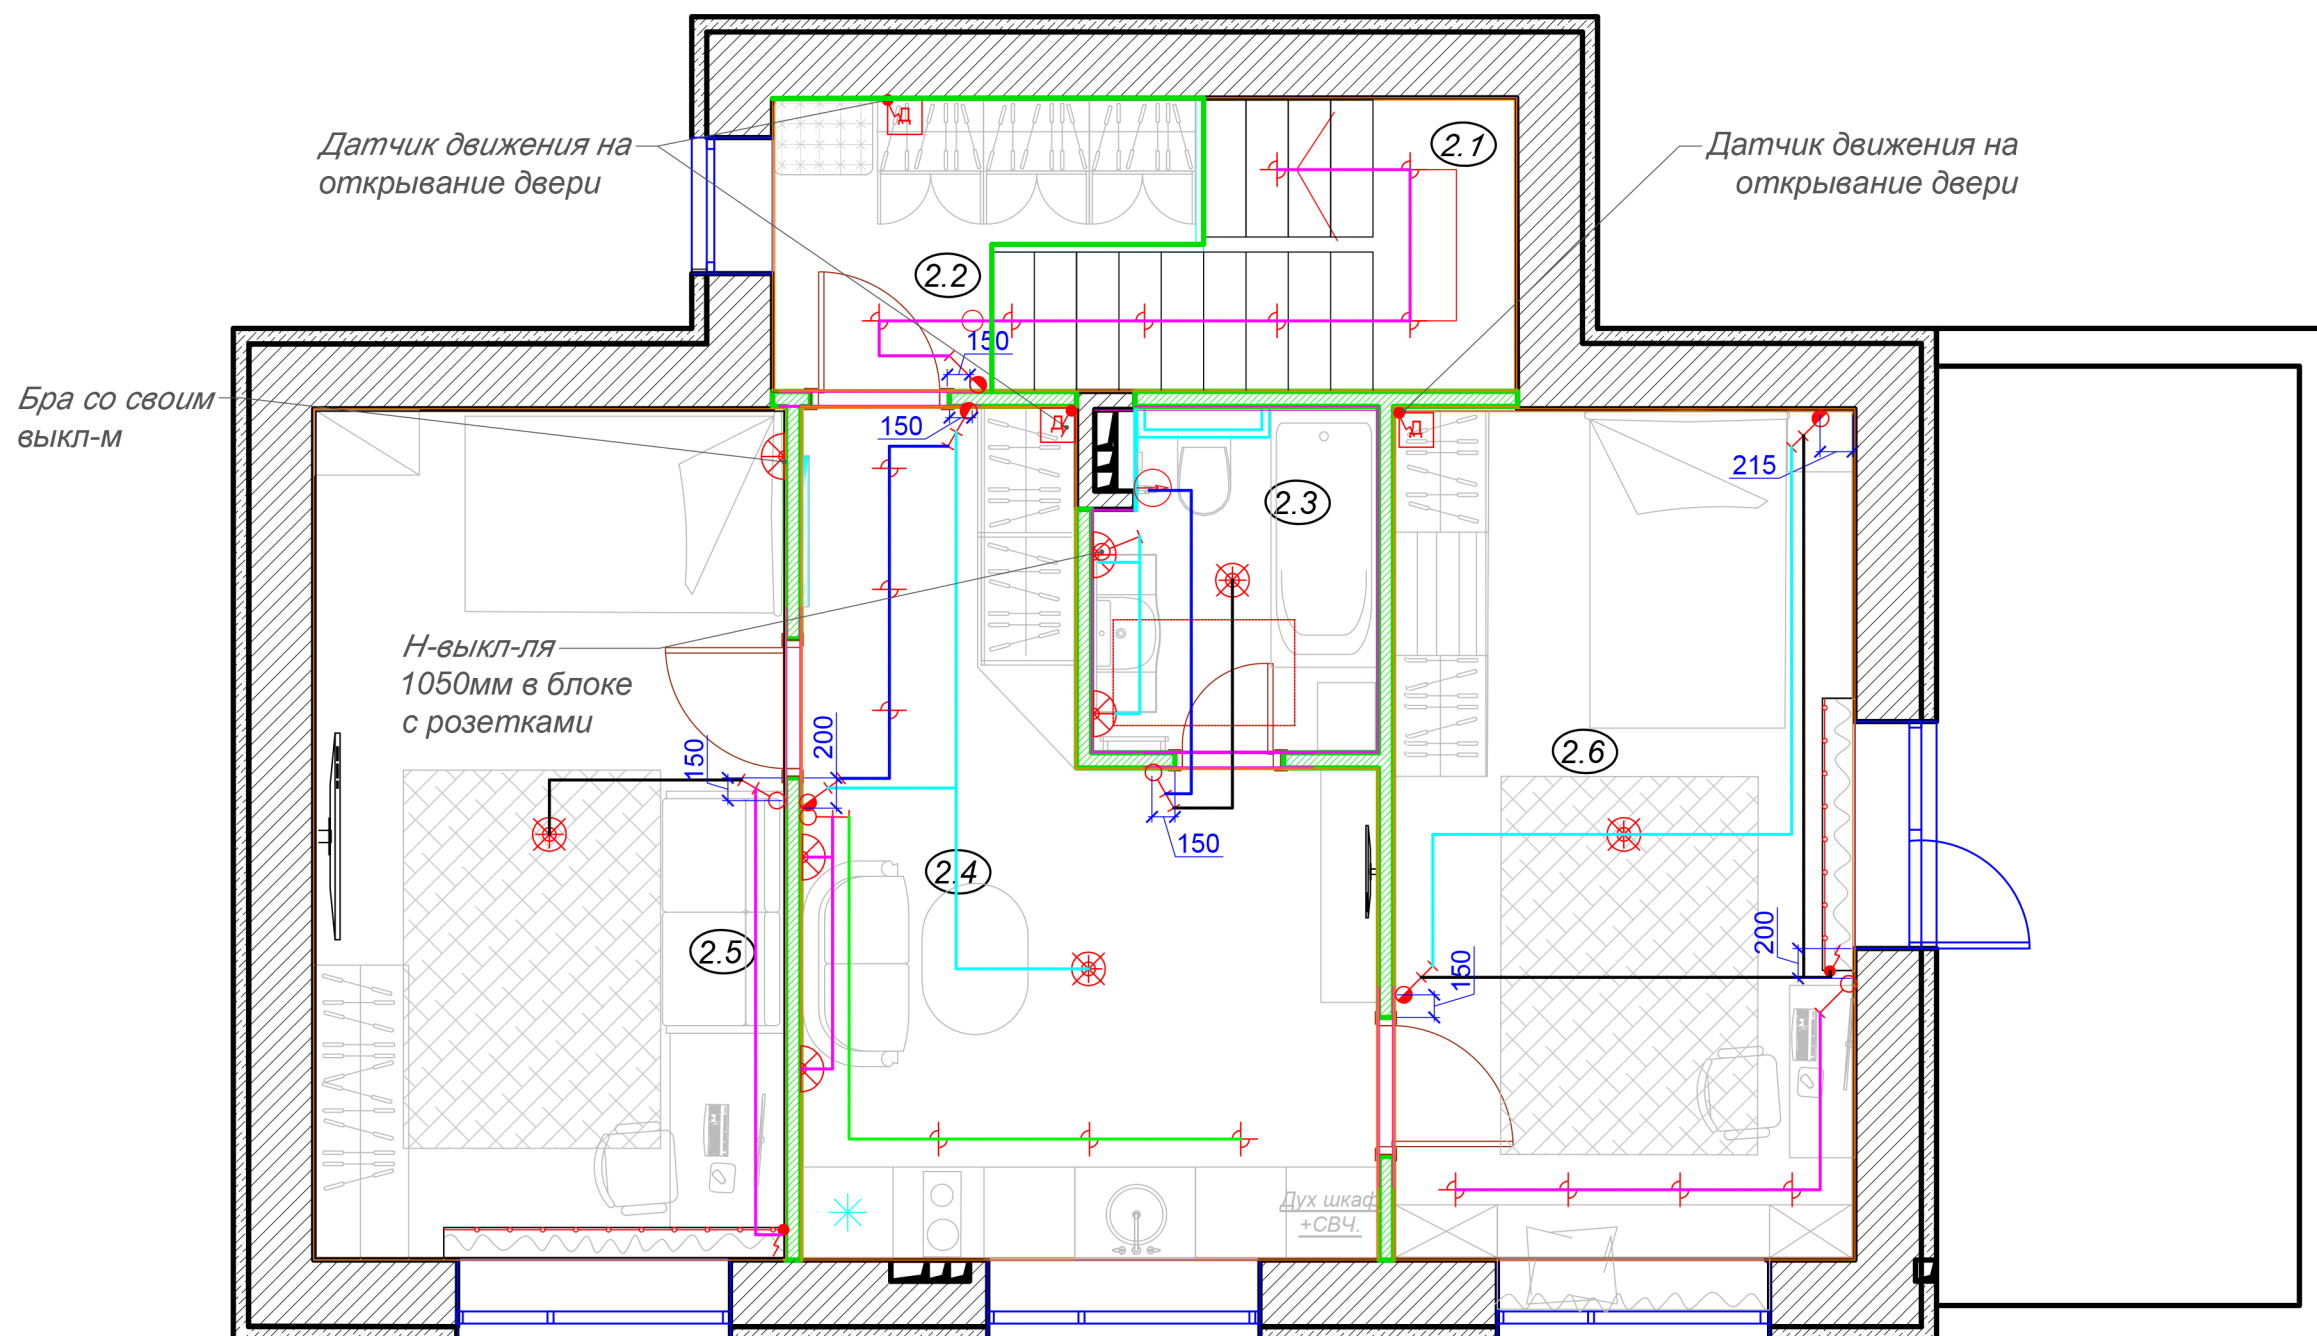 Датчик движения на
открывание двери
Датчик движения на
открывание двери
Д
2.1
2.2
150
Бра со своим
выкл-м
150
Д
Д
215
2.3
Н-выкл-ля
1050мм в блоке
с розетками
150
200
2.6
150
2.4
2.5
200
150
Дух шкаф
+СВЧ.